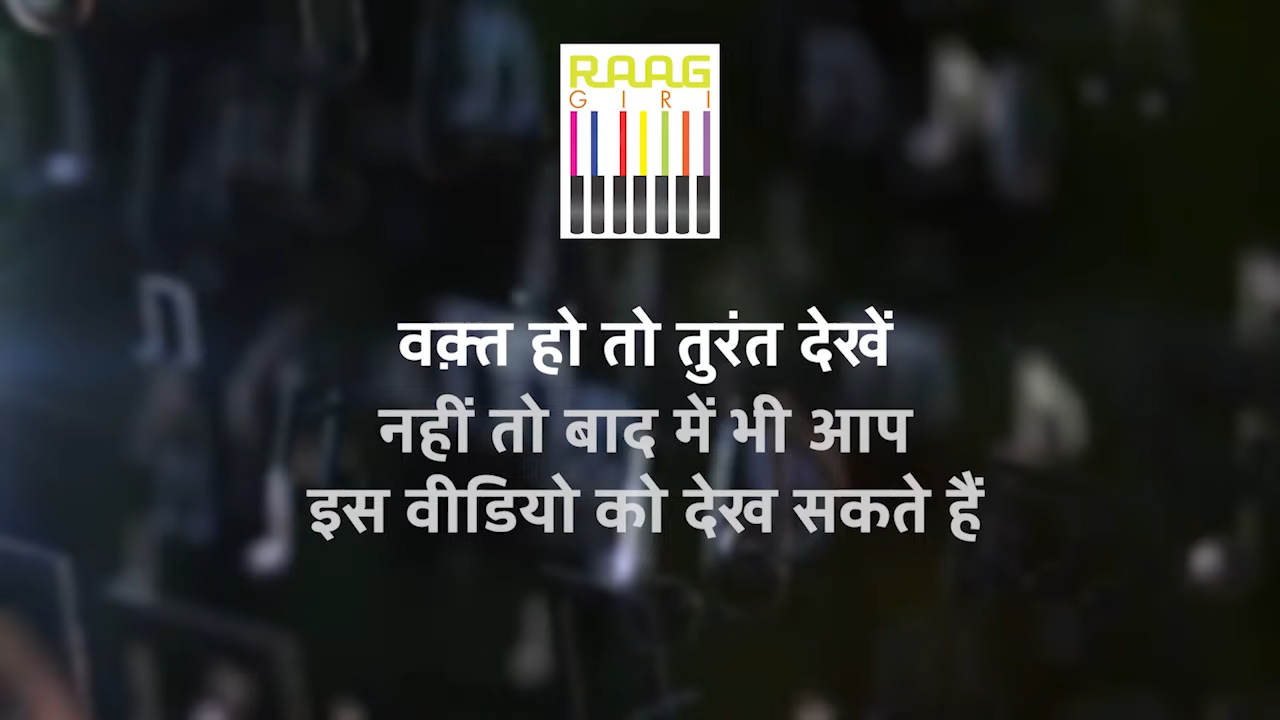 RAAG
GIRI
वक़्त हो तो तुरंत देखें
नहीं तो बाद में भी आप
इस वीडियो को देख सकते हैं